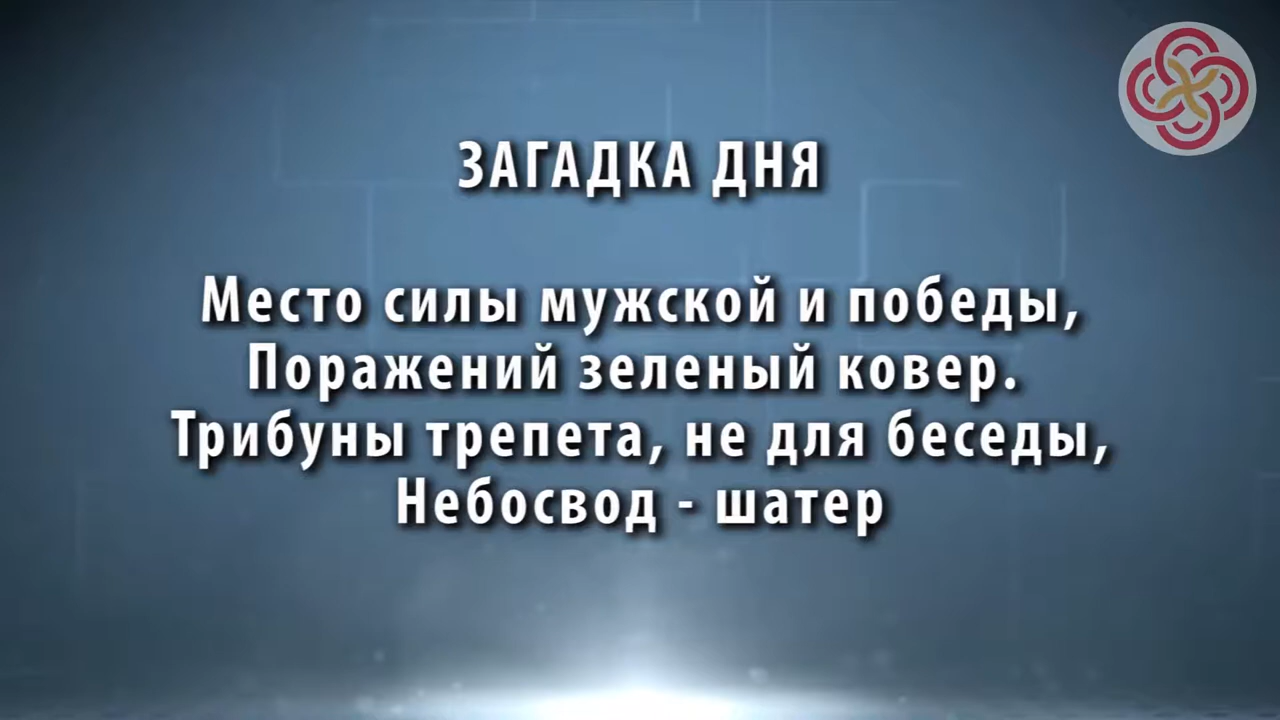 ЗАГАДКА ДНЯ
Место силы мужской и победы,
Поражений зеленый ковер.
Трибуны трепета, не для беседы,
Небосвод - шатер